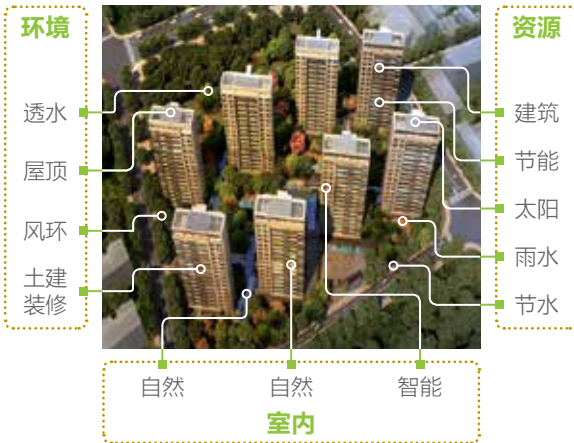 环境
透水
屋顶
风环
土建
装修
资源
建筑
节能
太阳
雨水
节水
自然
自然
智能
室内